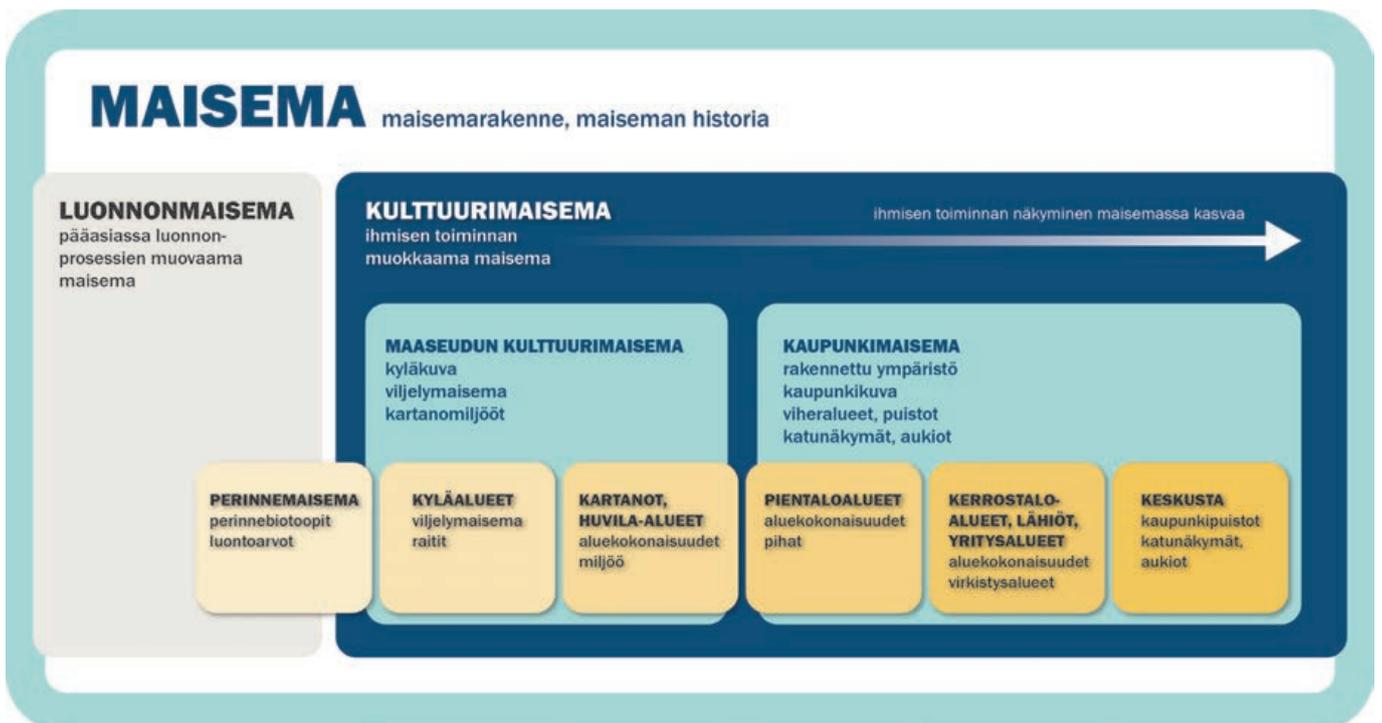 MAISEMA maisemarakenne, maiseman historia
LUONNONMAISEMA
pääasiassa luonnon-
prosessien muovaama
maisema
KULTTUURIMAISEMA
ihmisen toiminnan
muokkaama maisema
ihmisen toiminnan näkyminen maisemassa kasvaa
MAASEUDUN KULTTUURIMAISEMA
kyläkuva
viljelymaisema
kartanomiljööt
KAUPUNKIMAISEMA
rakennettu ympäristö
kaupunkikuva
viheralueet, puistot
katunäkymät, aukiot
PERINNEMAISEMA
perinnebiotoopit
luontoarvot
KYLÄALUEET
viljelymaisema
raitit
KARTANOT,
HUVILA-ALUEET
aluekokonaisuudet
miljöö
PIENTALOALUEET
aluekokonaisuudet
pihat
KERROSTALO-
ALUEET, LÄHIÖT,
YRITYSALUEET
aluekokonaisuudet
virkistysalueet
KESKUSTA
kaupunkipuistot
katunäkymät,
aukiot